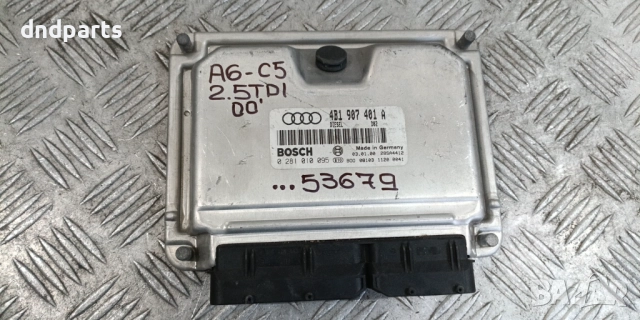 dndparts
A6-C5
2.5TDI
00'
4B1 907 401 A
DIESEL
BOSCH
Made in Germany
0 281 010 095
...53679
BAZAR